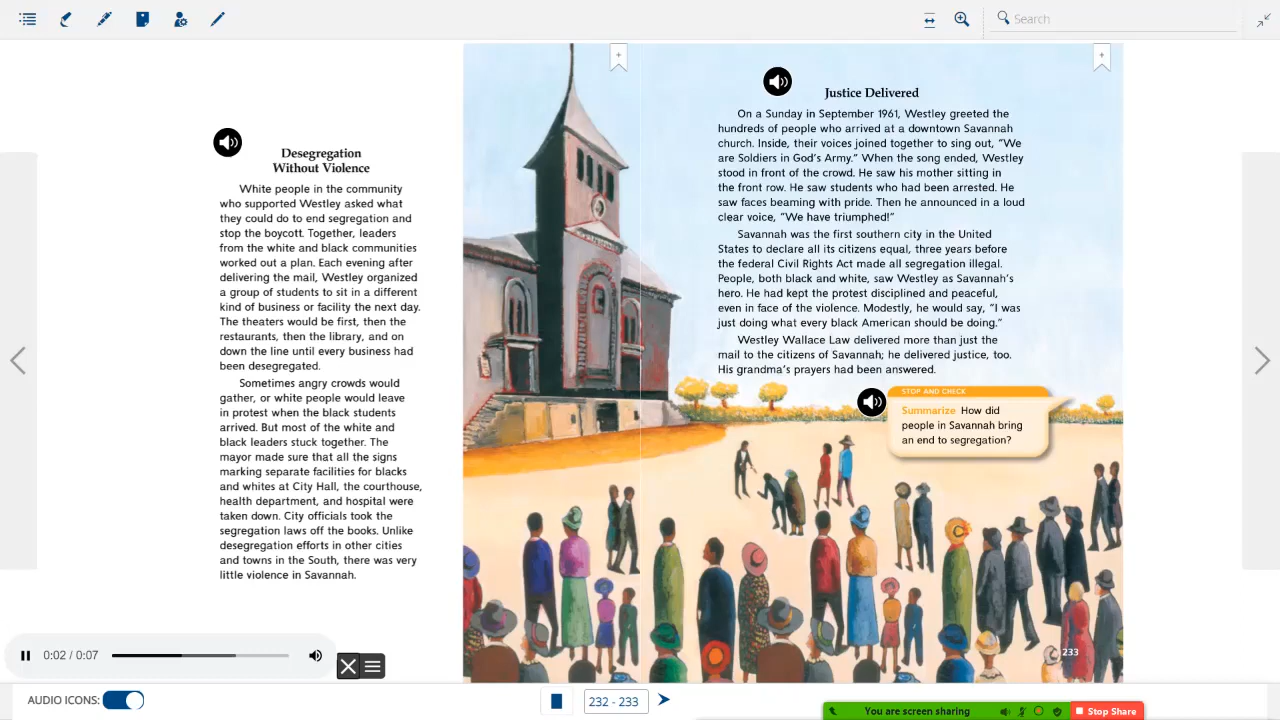 Search
Desegregation
Without Violence
White people in the community
who supported Westley asked what
they could do to end segregation and
stop the boycott. Together, leaders
from the white and black communities
worked out a plan. Each evening after
delivering the mail, Westley organized
a group of students to sit in a different
kind of business or facility the next day.
The theaters would be first, then the
restaurants, then the library, and on
down the line until every business had
been desegregated.
Sometimes angry crowds would
gather, or white people would leave
in protest when the black students
arrived. But most of the white and
black leaders stuck together. The
mayor made sure that all the signs
marking separate facilities for blacks
and whites at City Hall, the courthouse,
health department, and hospital were
taken down. City officials took the
segregation laws off the books. Unlike
desegregation efforts in other cities
and towns in the South, there was very
little violence in Savannah.
Justice Delivered
On a Sunday in September 1961, Westley greeted the
hundreds of people who arrived at a downtown Savannah
church. Inside, their voices joined together to sing out, “We
are Soldiers in God’s Army.” When the song ended, Westley
stood in front of the crowd. He saw his mother sitting in
the front row. He saw students who had been arrested. He
saw faces beaming with pride. Then he announced in a loud
clear voice, “We have triumphed!”
Savannah was the first southern city in the United
States to declare all its citizens equal, three years before
the federal Civil Rights Act made all segregation illegal.
People, both black and white, saw Westley as Savannah’s
hero. He had kept the protest disciplined and peaceful,
even in face of the violence. Modestly, he would say, “I was
just doing what every black American should be doing.”
Westley Wallace Law delivered more than just the
mail to the citizens of Savannah; he delivered justice, too.
His grandma’s prayers had been answered.
STOP AND CHECK
Summarize How did
people in Savannah bring
an end to segregation?
233
0:02 / 0:07
AUDIO ICONS:
232 - 233
You are screen sharing
Stop Share